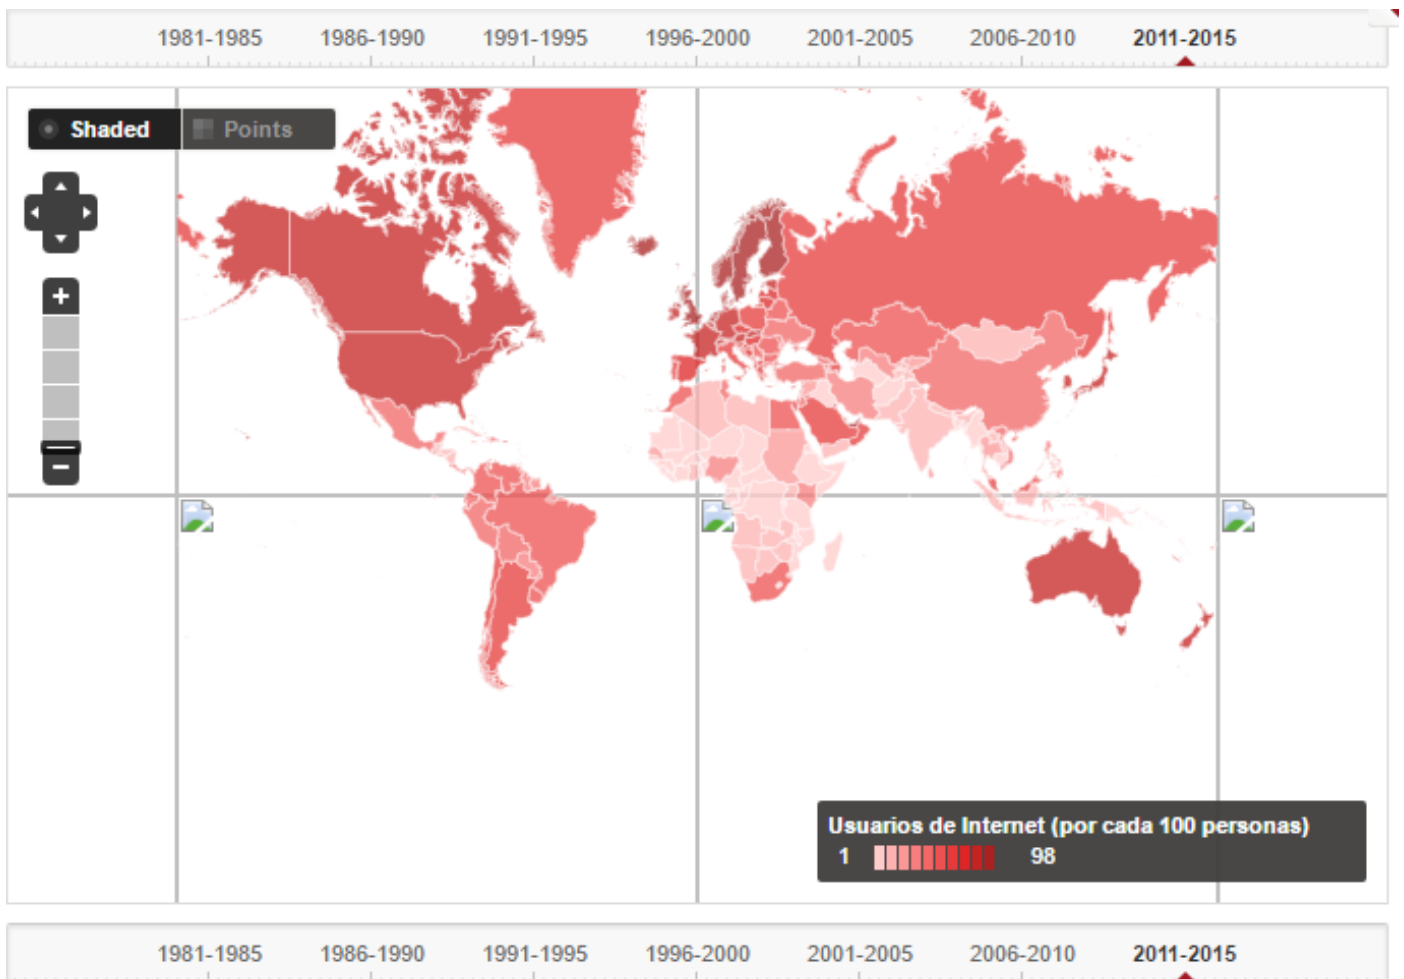 1981-1985 1986-1990 1991-1995 1996-2000 2001-2005 2006-2010 2011-2015
Shaded Points
+
−
Usuarios de Internet (por cada 100 personas)
1 98
1981-1985 1986-1990 1991-1995 1996-2000 2001-2005 2006-2010 2011-2015